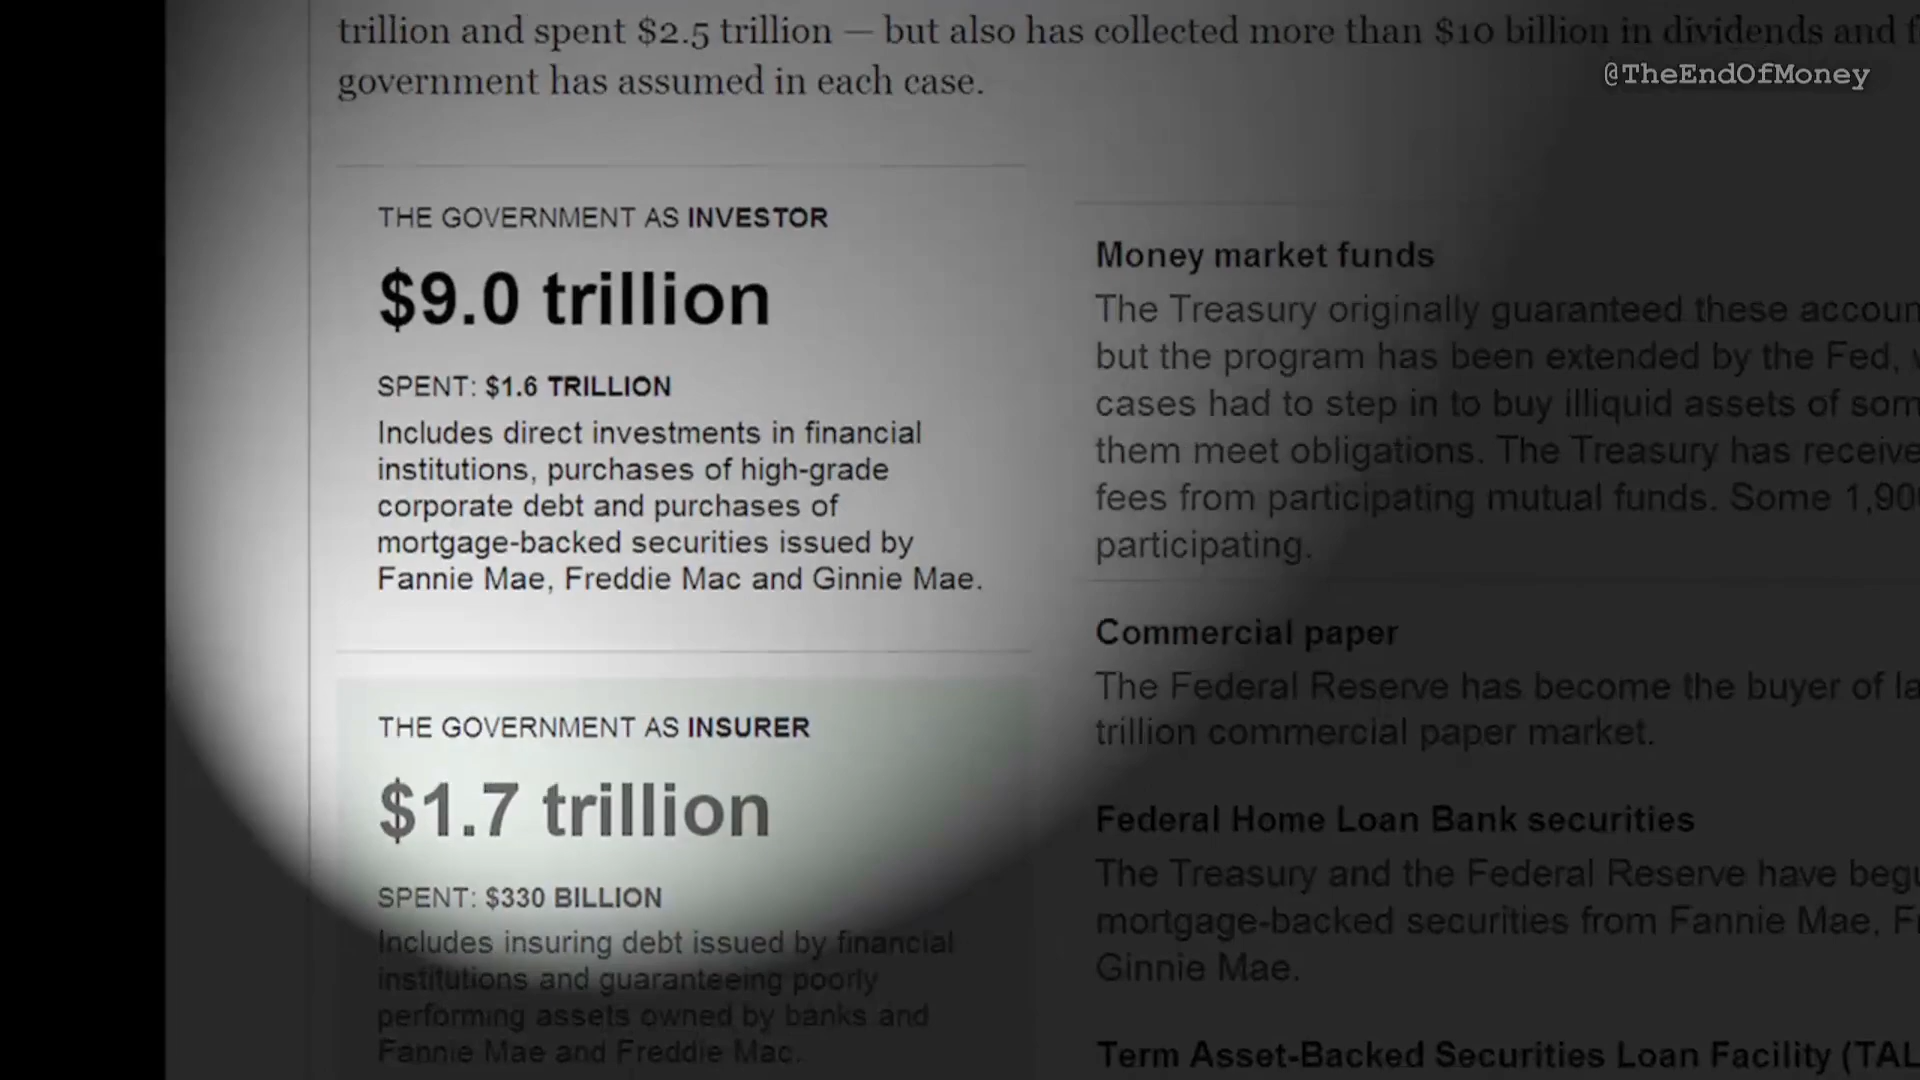 trillion and spent $2.5 trillion — but also has collected more than $10 billion in dividends and
government has assumed in each case.
@TheEndOfMoney
THE GOVERNMENT AS INVESTOR
$9.0 trillion
SPENT: $1.6 TRILLION
Includes direct investments in financial
institutions, purchases of high-grade
corporate debt and purchases of
mortgage-backed securities issued by
Fannie Mae, Freddie Mac and Ginnie Mae.
THE GOVERNMENT AS INSURER
$1.7 trillion
SPENT: $330 BILLION
Includes insuring debt issued by financial
institutions and guaranteeing poorly
performing assets owned by banks and
Fannie Mae and Freddie Mac.
Money market funds
The Treasury originally guaranteed these
but the program has been extended by the Fed,
cases had to step in to buy illiquid assets of
them meet obligations. The Treasury has
fees from participating mutual funds. Some
participating.
Commercial paper
The Federal Reserve has become the buyer of
trillion commercial paper market.
Federal Home Loan Bank securities
The Treasury and the Federal Reserve have
mortgage-backed securities from Fannie Mae,
Ginnie Mae.
Term Asset-Backed Securities Loan Facility